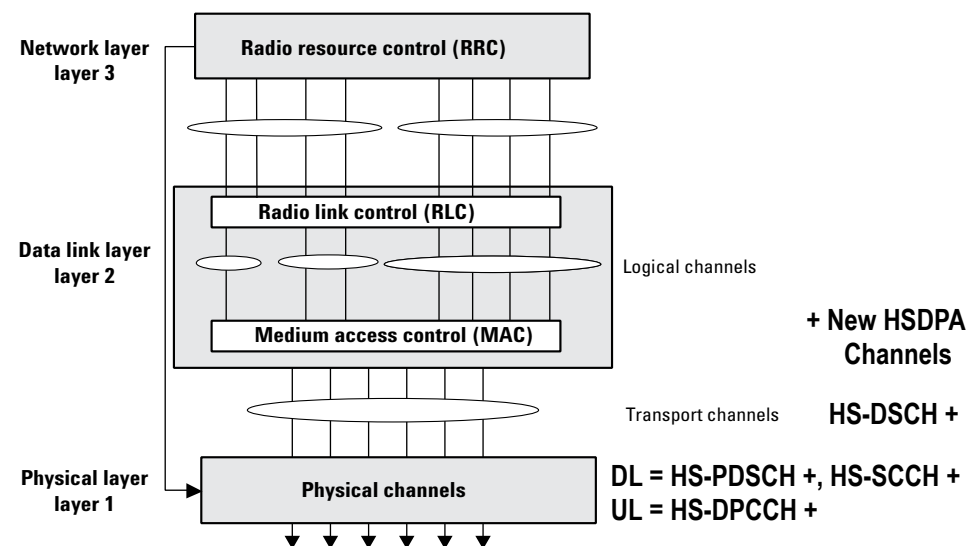 Network layer
layer 3
Radio resource control (RRC)
Radio link control (RLC)
Data link layer
layer 2
Logical channels
Medium access control (MAC)
+ New HSDPA
Channels
Transport channels
HS-DSCH +
Physical layer
layer 1
Physical channels
DL = HS-PDSCH +, HS-SCCH +
UL = HS-DPCCH +